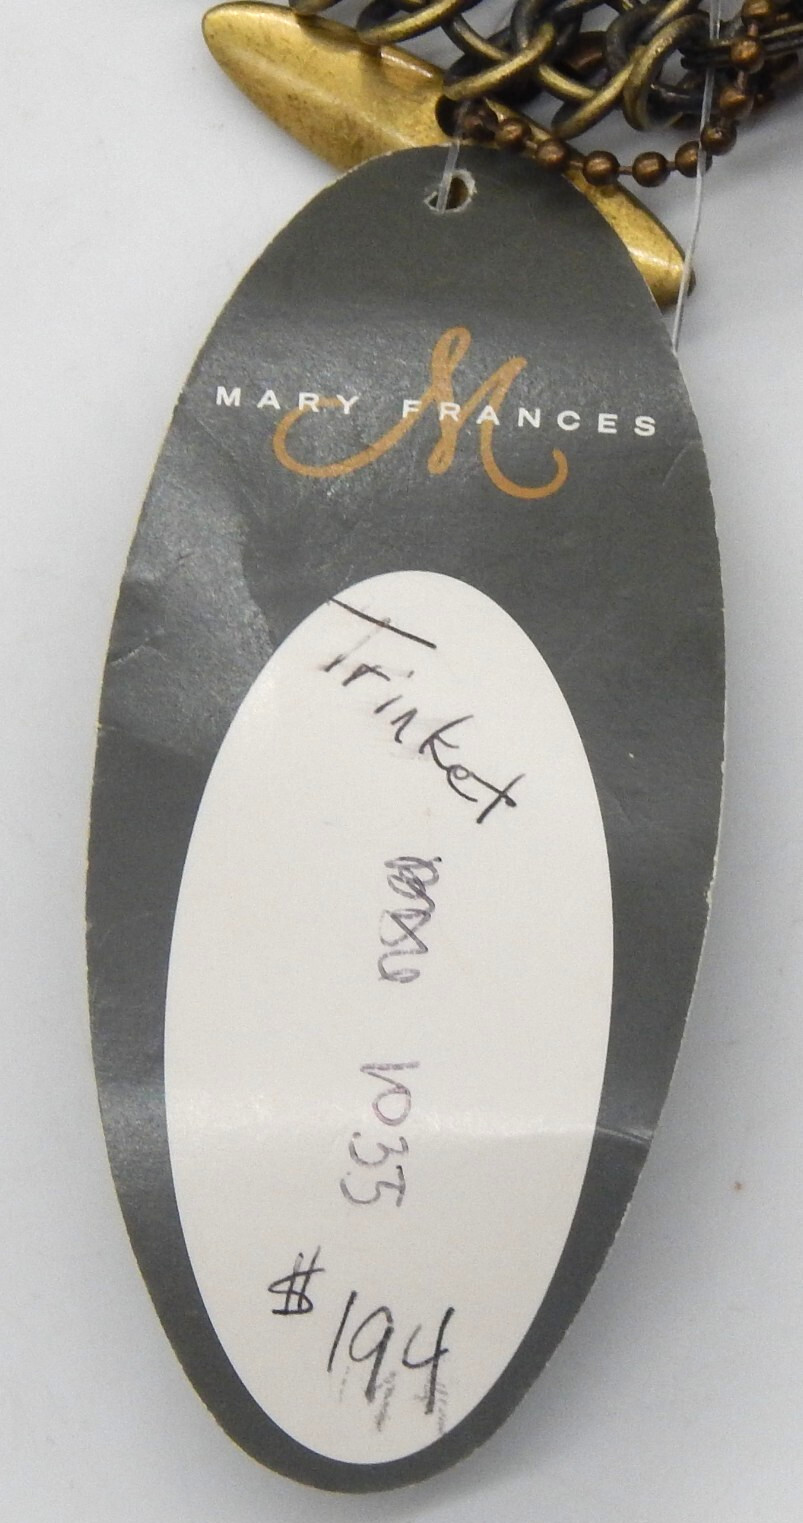 MARY FRANCES
M
Trinket
1035
$194